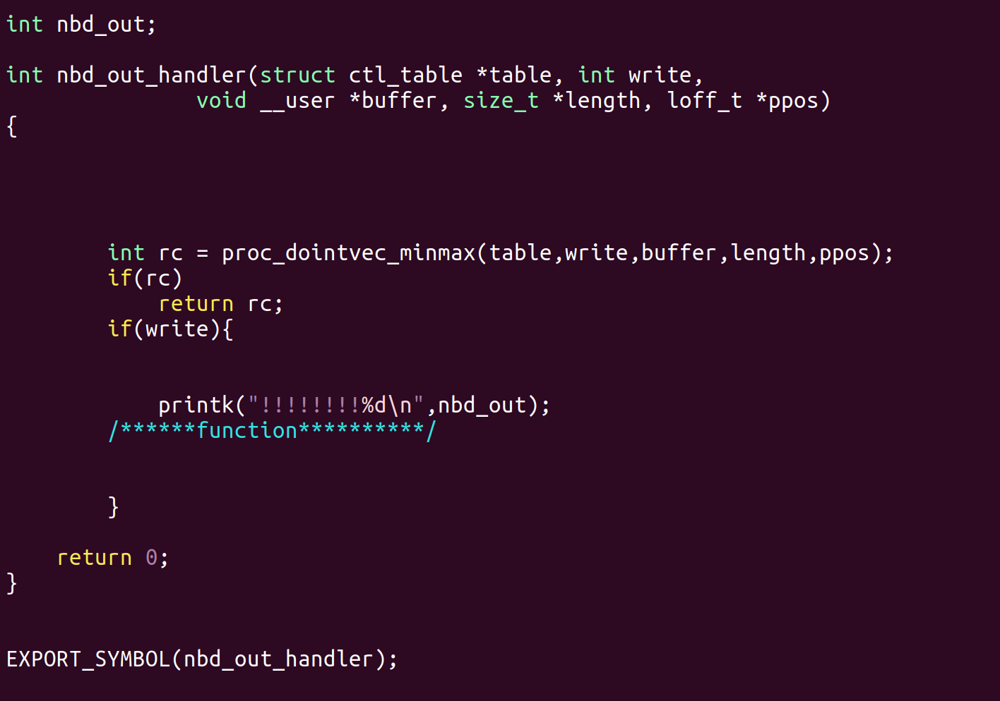 int nbd_out;
int nbd_out_handler(struct ctl_table *table, int write,
void __user *buffer, size_t *length, loff_t *ppos)
{
int rc = proc_dointvec_minmax(table,write,buffer,length,ppos);
if(rc)
return rc;
if(write){
printk("!!!!!!!!%d\n",nbd_out);
/******function**********/
}
return 0;
}
EXPORT_SYMBOL(nbd_out_handler);